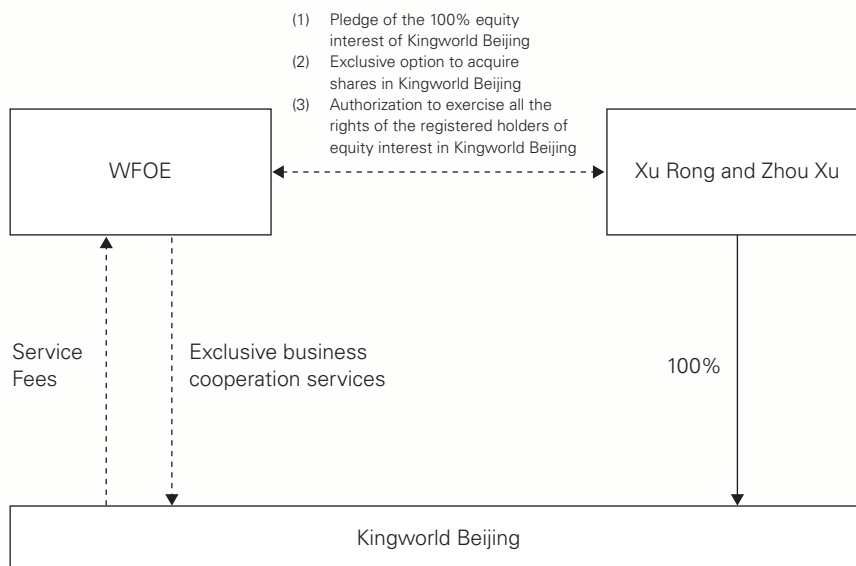 (1) Pledge of the 100% equity
interest of Kingworld Beijing
(2) Exclusive option to acquire
shares in Kingworld Beijing
(3) Authorization to exercise all the
rights of the registered holders of
equity interest in Kingworld Beijing
WFOE
Xu Rong and Zhou Xu
Service
Fees
Exclusive business
cooperation services
100%
Kingworld Beijing